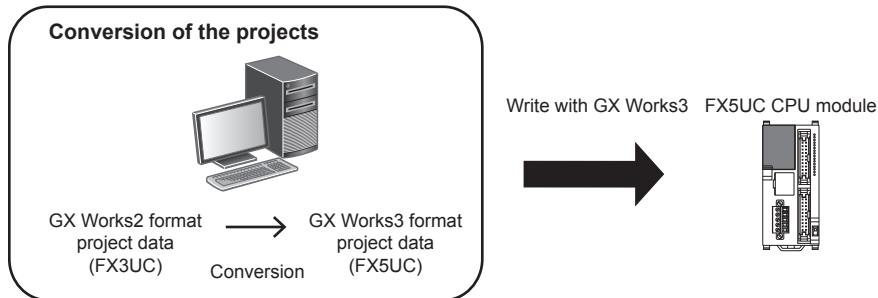 Conversion of the projects
Write with GX Works3
FX5UC CPU module
GX Works2 format
project data
(FX3UC)
Conversion
GX Works3 format
project data
(FX5UC)